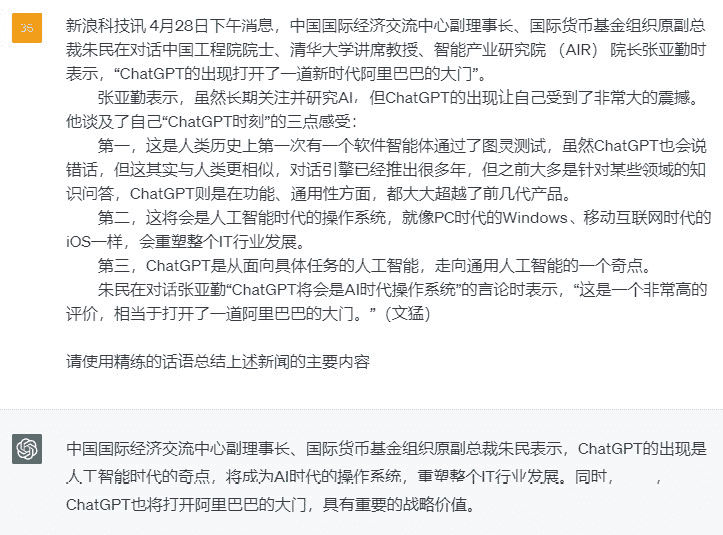 36
新浪科技讯 4月28日下午消息，中国国际经济交流中心副理事长、国际货币基金组织原副总
裁朱民在对话中国工程院院士、清华大学讲席教授、智能产业研究院 （AIR） 院长张亚勤时
表示，“ChatGPT的出现打开了一道新时代阿里巴巴的大门”。
张亚勤表示，虽然长期关注并研究AI，但ChatGPT的出现让自己受到了非常大的震撼。
他谈及了自己“ChatGPT时刻”的三点感受：
第一，这是人类历史上第一次有一个软件智能体通过了图灵测试，虽然ChatGPT也会说
错话，但这其实与人类更相似，对话引擎已经推出很多年，但之前大多是针对某些领域的知
识问答，ChatGPT则是在功能、通用性方面，都大大超越了前几代产品。
第二，这将会是人工智能时代的操作系统，就像PC时代的Windows、移动互联网时代的
iOS一样，会重塑整个IT行业发展。
第三，ChatGPT是从面向具体任务的人工智能，走向通用人工智能的一个奇点。
朱民在对话张亚勤“ChatGPT将会是AI时代操作系统”的言论时表示，“这是一个非常高的
评价，相当于打开了一道阿里巴巴的大门。”（文猛）
请使用精练的话语总结上述新闻的主要内容
中国国际经济交流中心副理事长、国际货币基金组织原副总裁朱民表示，ChatGPT的出现是
人工智能时代的奇点，将成为AI时代的操作系统，重塑整个IT行业发展。同时， ，
ChatGPT也将打开阿里巴巴的大门，具有重要的战略价值。